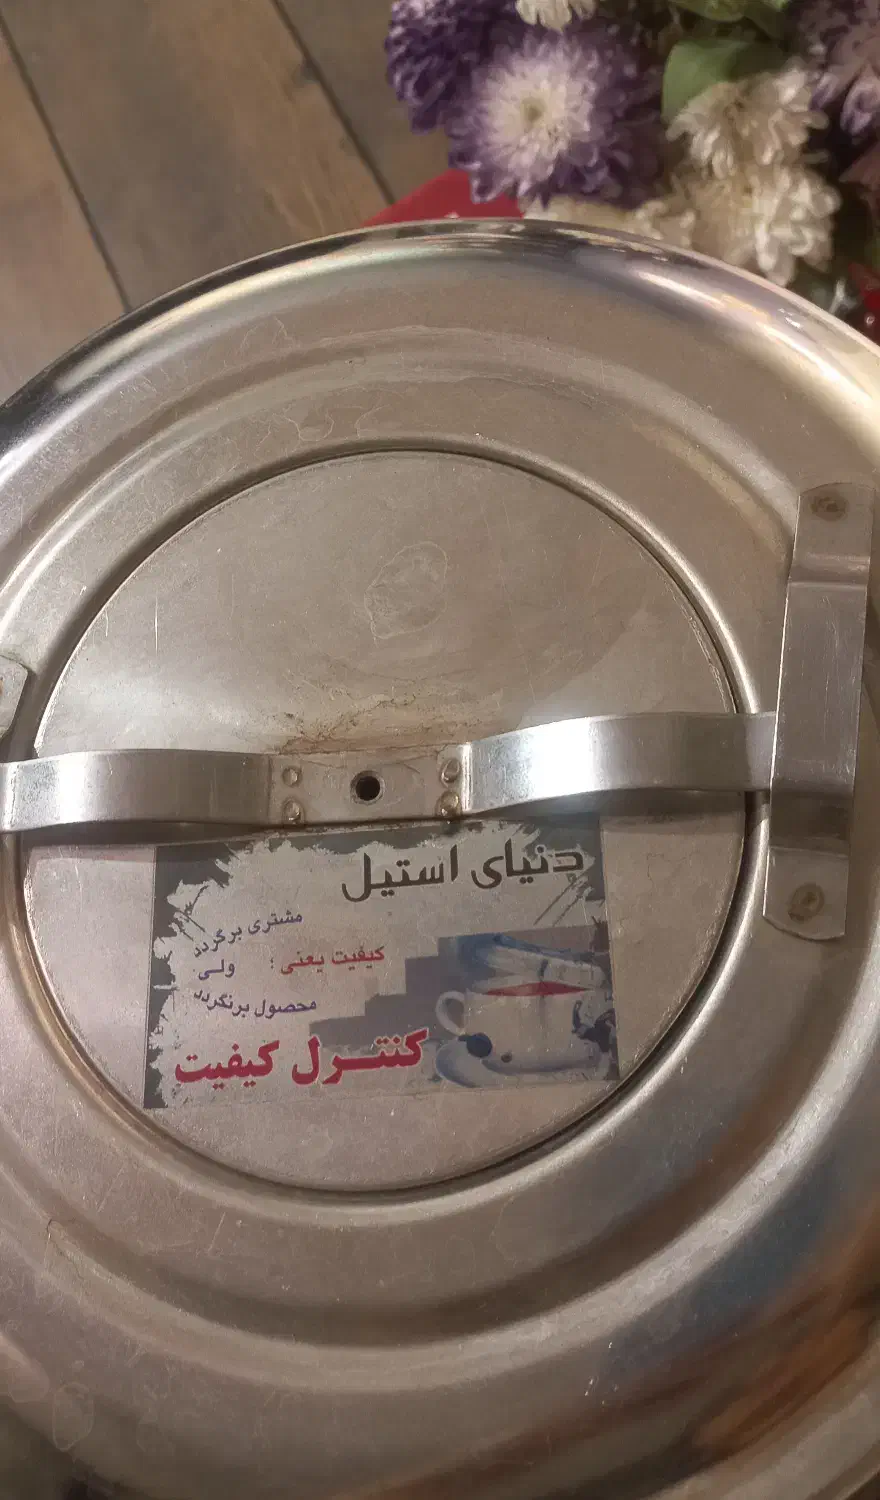 دنیای استیل
مشتری برگردد
کیفیت یعنی : ولی
محصول برنگردد
کنترل کیفیت